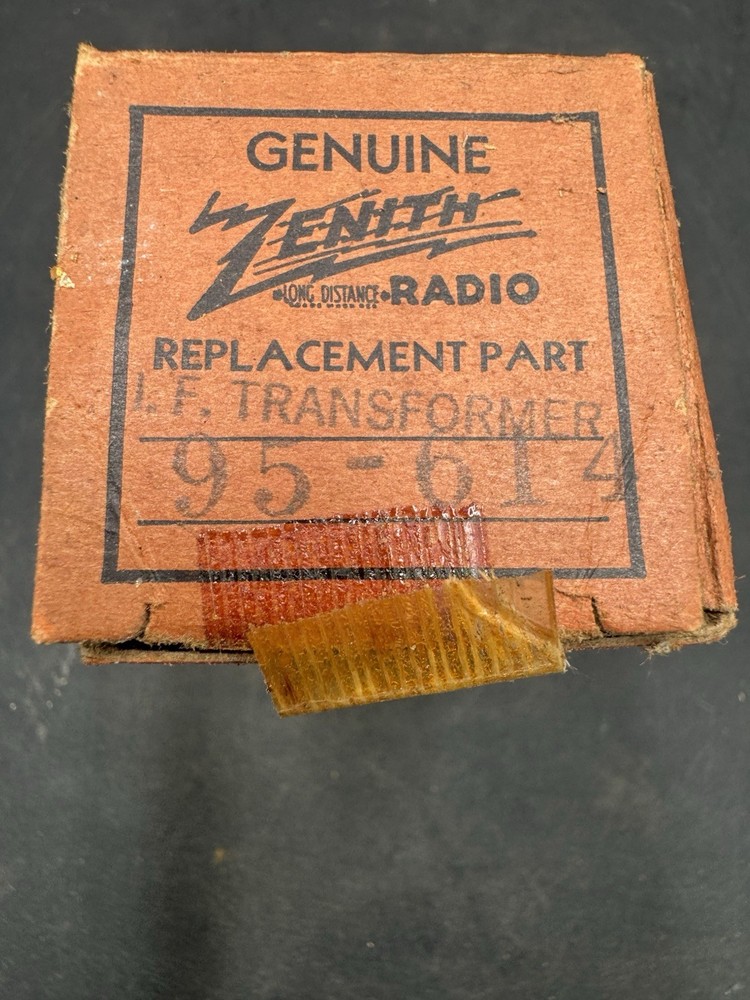 GENUINE
ZENITH
LONG DISTANCE RADIO
REPLACEMENT PART
I.F. TRANSFORMER
95-614